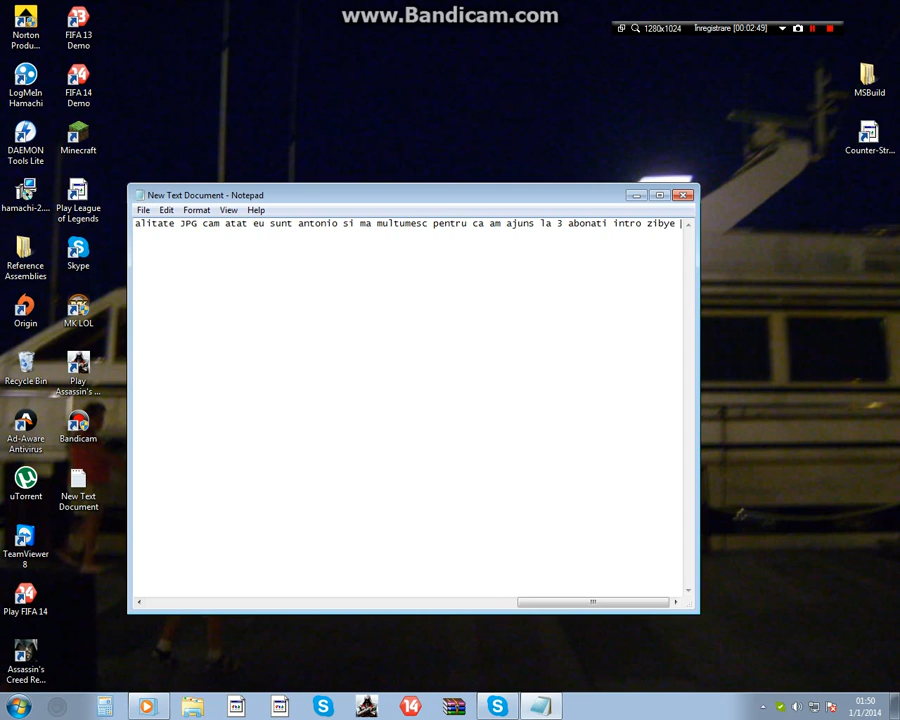 www.Bandicam.com
1280x1024
Înregistrare [00:02:49]
Norton Produ...
FIFA 13 Demo
LogMeIn Hamachi
FIFA 14 Demo
DAEMON Tools Lite
Minecraft
hamachi-2....
Play League of Legends
Reference Assemblies
Skype
Origin
MK LOL
Recycle Bin
Play Assassin's ...
Ad-Aware Antivirus
Bandicam
uTorrent
New Text Document
TeamViewer 8
Play FIFA 14
Assassin's Creed Re...
MSBuild
Counter-Str...
New Text Document - Notepad
File Edit Format View Help
alitate JPG cam atat eu sunt antonio si ma multumesc pentru ca am ajuns la 3 abonati intro zibye
14
01:50
1/1/2014